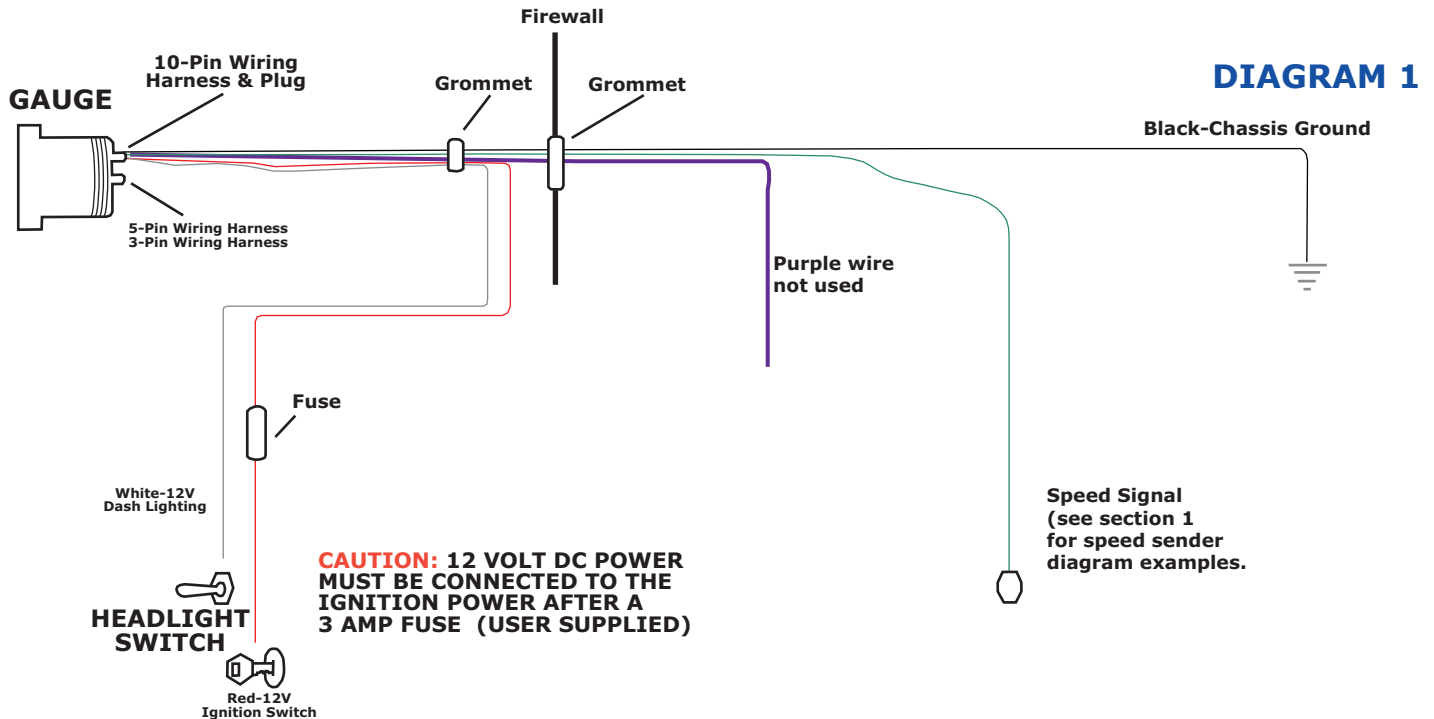 Firewall
10-Pin Wiring
Harness & Plug
Grommet
Grommet
DIAGRAM 1
GAUGE
Black-Chassis Ground
5-Pin Wiring Harness
3-Pin Wiring Harness
Purple wire
not used
Fuse
White-12V
Dash Lighting
Speed Signal
(see section 1
for speed sender
diagram examples.
CAUTION: 12 VOLT DC POWER
MUST BE CONNECTED TO THE
IGNITION POWER AFTER A
3 AMP FUSE (USER SUPPLIED)
HEADLIGHT
SWITCH
Red-12V
Ignition Switch